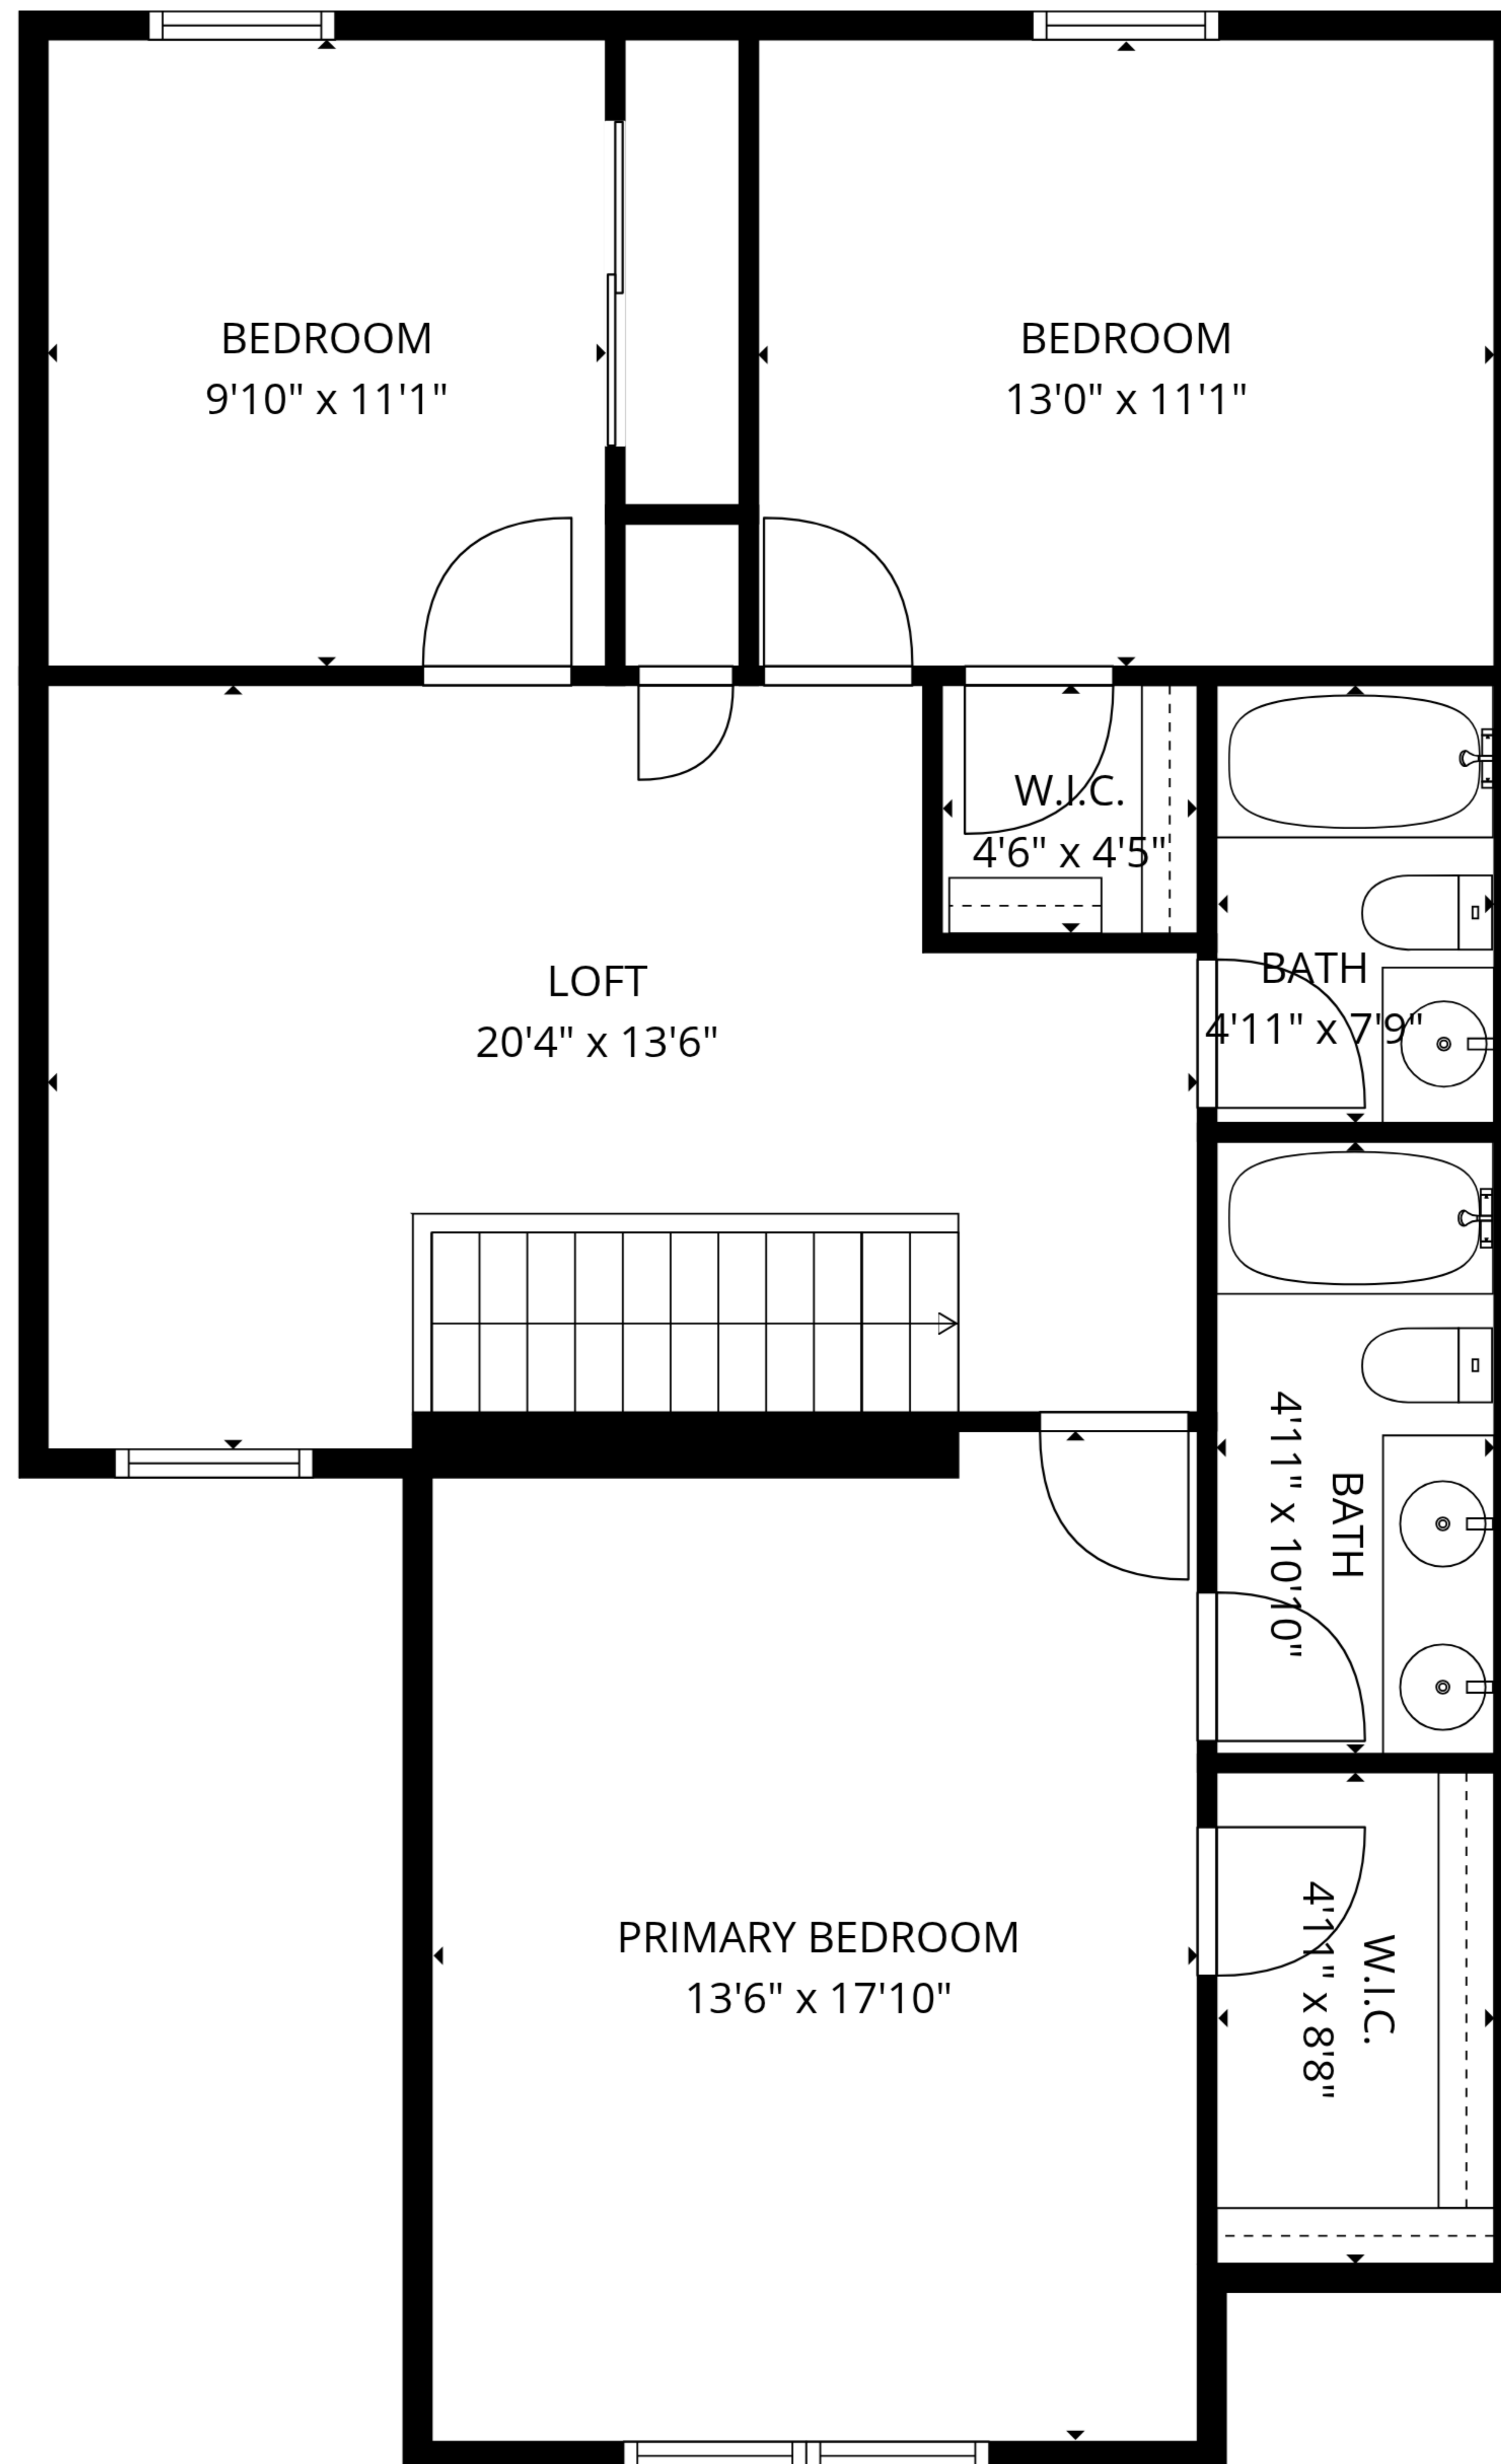 BEDROOM
9'10" x 11'1"
BEDROOM
13'0" x 11'1"
W.I.C.
4'6" x 4'5"
LOFT
20'4" x 13'6"
BATH
4'11" x 7'9"
BATH
4'11" x 10'10"
PRIMARY BEDROOM
13'6" x 17'10"
W.I.C.
4'11" x 8'8"